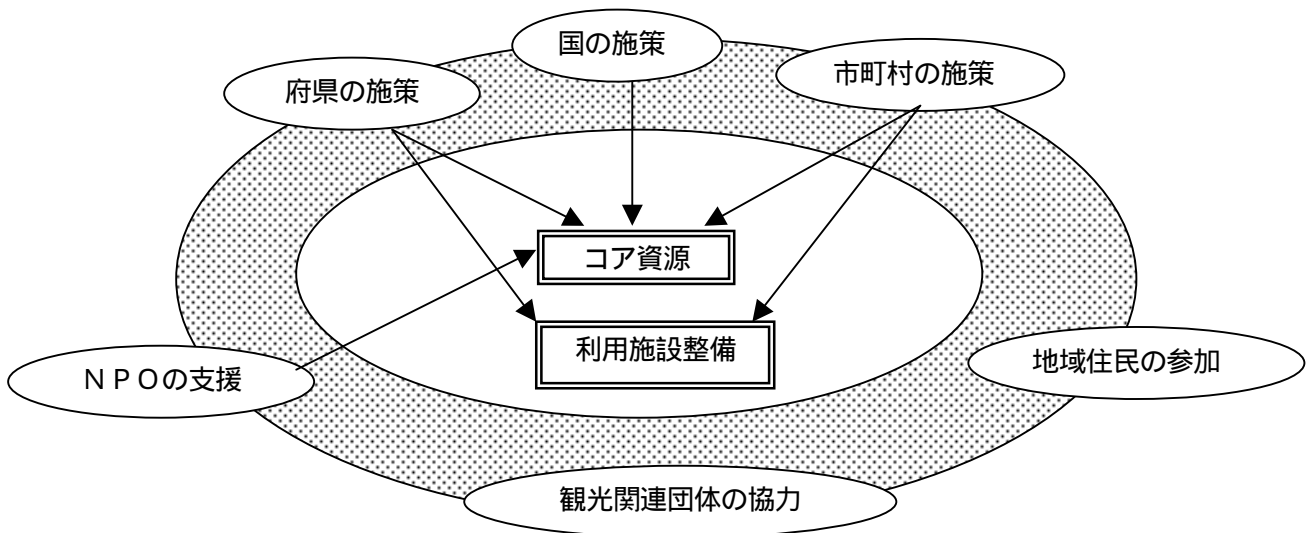 国の施策
府県の施策
市町村の施策
コア資源
利用施設整備
ＮＰＯの支援
地域住民の参加
観光関連団体の協力